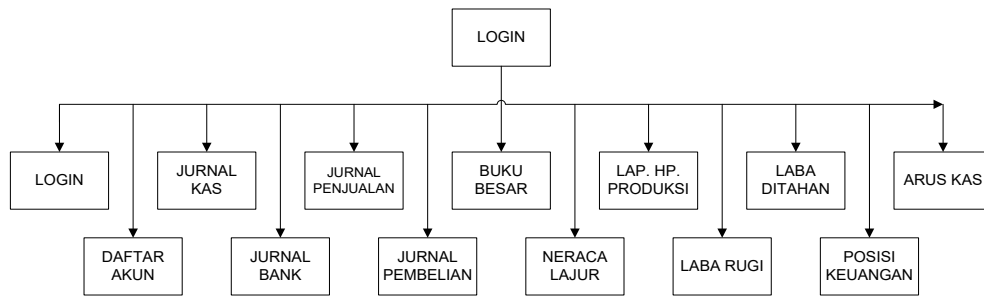 LOGIN
LOGIN
JURNAL
KAS
JURNAL
PENJUALAN
BUKU
BESAR
LAP. HP.
PRODUKSI
LABA
DITAHAN
ARUS KAS
DAFTAR
AKUN
JURNAL
BANK
JURNAL
PEMBELIAN
NERACA
LAJUR
LABA RUGI
POSISI
KEUANGAN